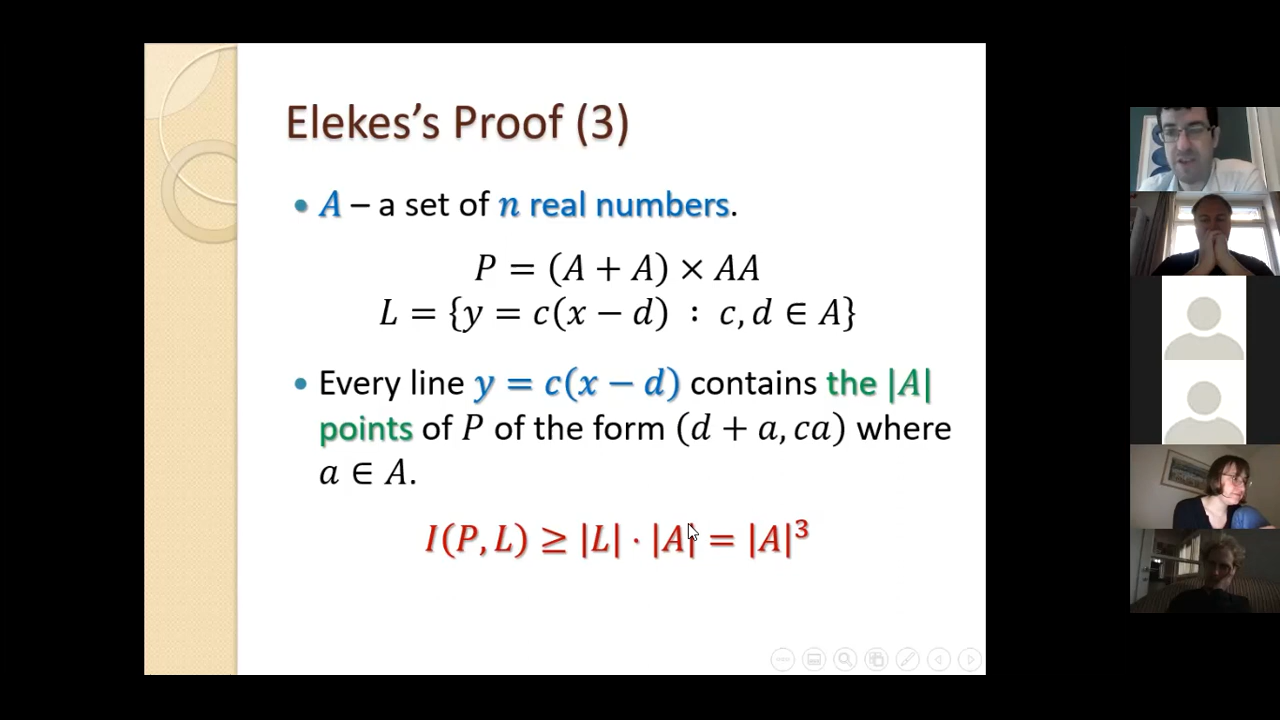 Elekes’s Proof (3)
• A – a set of n real numbers.
P = (A + A) × AA
L = {y = c(x − d) : c, d ∈ A}
• Every line y = c(x − d) contains the |A|
points of P of the form (d + a, ca) where
a ∈ A.
I(P, L) ≥ |L| · |A| = |A|³